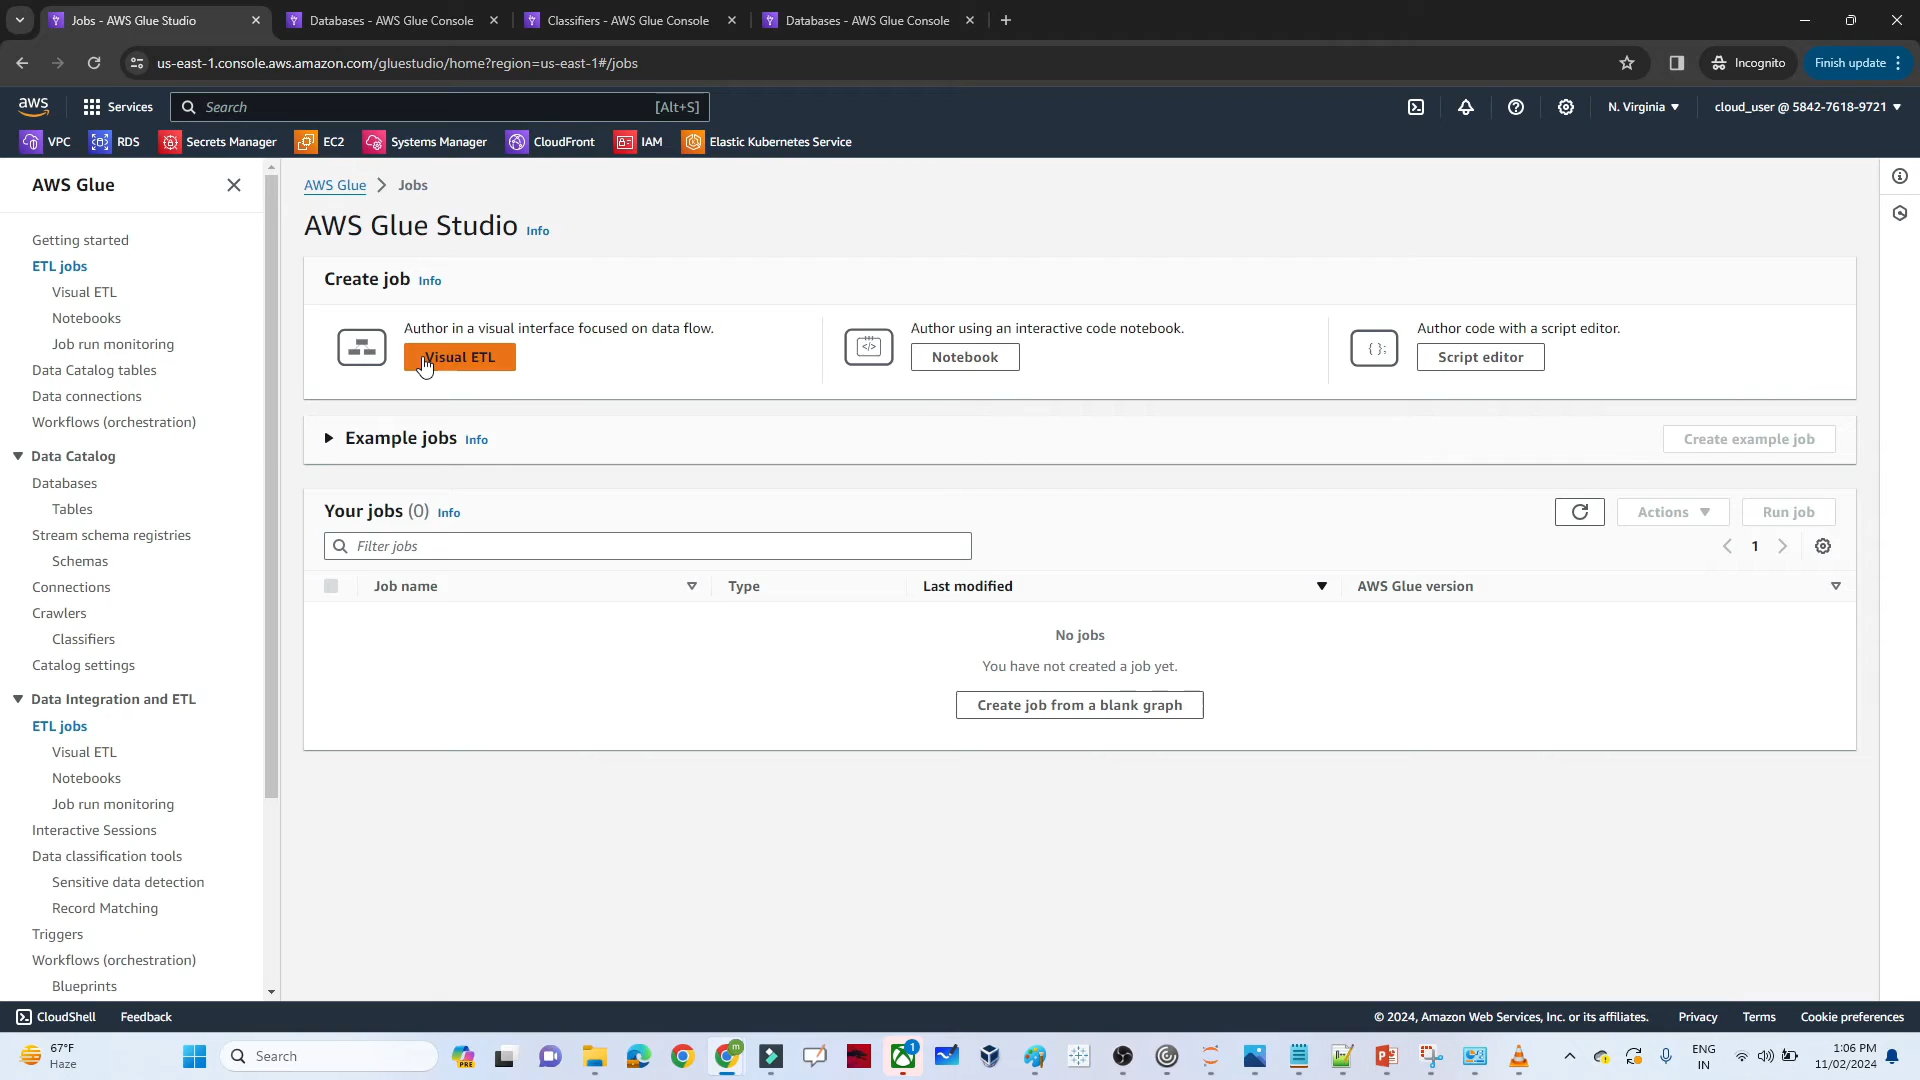 Jobs - AWS Glue Studio
Databases - AWS Glue Console
Classifiers - AWS Glue Console
Databases - AWS Glue Console
us-east-1.console.aws.amazon.com/gluestudio/home?region=us-east-1#/jobs
Incognito
Finish update
aws
Services
Search
[Alt+S]
N. Virginia
cloud_user @ 5842-7618-9721
VPC
RDS
Secrets Manager
EC2
Systems Manager
CloudFront
IAM
Elastic Kubernetes Service
AWS Glue
Getting started
ETL jobs
Visual ETL
Notebooks
Job run monitoring
Data Catalog tables
Data connections
Workflows (orchestration)
Data Catalog
Databases
Tables
Stream schema registries
Schemas
Connections
Crawlers
Classifiers
Catalog settings
Data Integration and ETL
ETL jobs
Visual ETL
Notebooks
Job run monitoring
Interactive Sessions
Data classification tools
Sensitive data detection
Record Matching
Triggers
Workflows (orchestration)
Blueprints
AWS Glue > Jobs
AWS Glue Studio Info
Create job Info
Author in a visual interface focused on data flow.
Visual ETL
Author using an interactive code notebook.
Notebook
Author code with a script editor.
Script editor
Example jobs Info
Create example job
Your jobs (0) Info
Actions
Run job
Filter jobs
1
Job name
Type
Last modified
AWS Glue version
No jobs
You have not created a job yet.
Create job from a blank graph
CloudShell
Feedback
© 2024, Amazon Web Services, Inc. or its affiliates.
Privacy
Terms
Cookie preferences
67°F
Haze
Search
PRE
m
1
ENG
IN
1:06 PM
11/02/2024